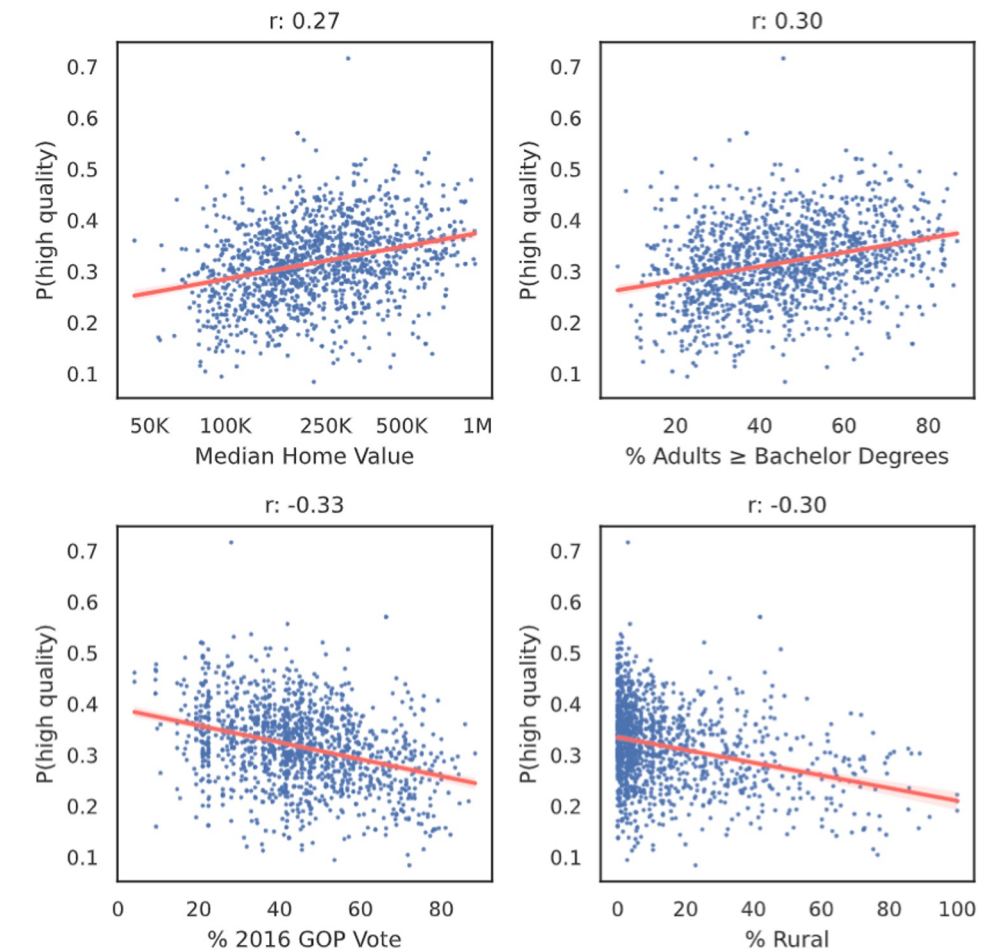 r: 0.27
P(high quality)
0.7
0.6
0.5
0.4
0.3
0.2
0.1
50K 100K 250K 500K 1M
Median Home Value
r: 0.30
P(high quality)
0.7
0.6
0.5
0.4
0.3
0.2
0.1
20 40 60 80
% Adults ≥ Bachelor Degrees
r: -0.33
P(high quality)
0.7
0.6
0.5
0.4
0.3
0.2
0.1
0 20 40 60 80
% 2016 GOP Vote
r: -0.30
P(high quality)
0.7
0.6
0.5
0.4
0.3
0.2
0.1
0 20 40 60 80 100
% Rural